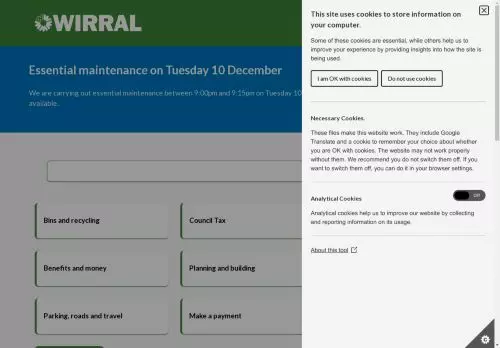 WIRRAL
Essential maintenance on Tuesday 10 December
We are carrying out essential maintenance between 9:00pm and 9:15pm on Tuesday 10
available.
Bins and recycling
Council Tax
Benefits and money
Planning and building
Parking, roads and travel
Make a payment
This site uses cookies to store information on
your computer.
Some of these cookies are essential, while others help us to
improve your experience by providing insights into how the site is
being used.
I am OK with cookies
Do not use cookies
Necessary Cookies.
These files make this website work. They include Google
Translate and a cookie to remember your choice about whether
you are OK with cookies. The website may not work properly
without them. We recommend you do not switch them off. If you
want to switch them off, you can do it in your browser settings.
Analytical Cookies
Off
Analytical cookies help us to improve our website by collecting
and reporting information on its usage.
About this tool